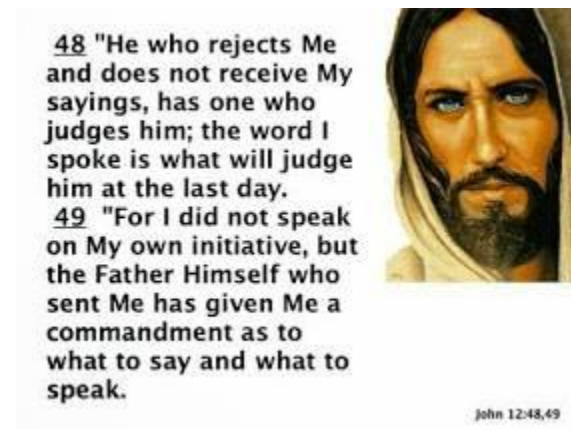 48 "He who rejects Me
and does not receive My
sayings, has one who
judges him; the word I
spoke is what will judge
him at the last day.
49 "For I did not speak
on My own initiative, but
the Father Himself who
sent Me has given Me a
commandment as to
what to say and what to
speak.
John 12:48,49